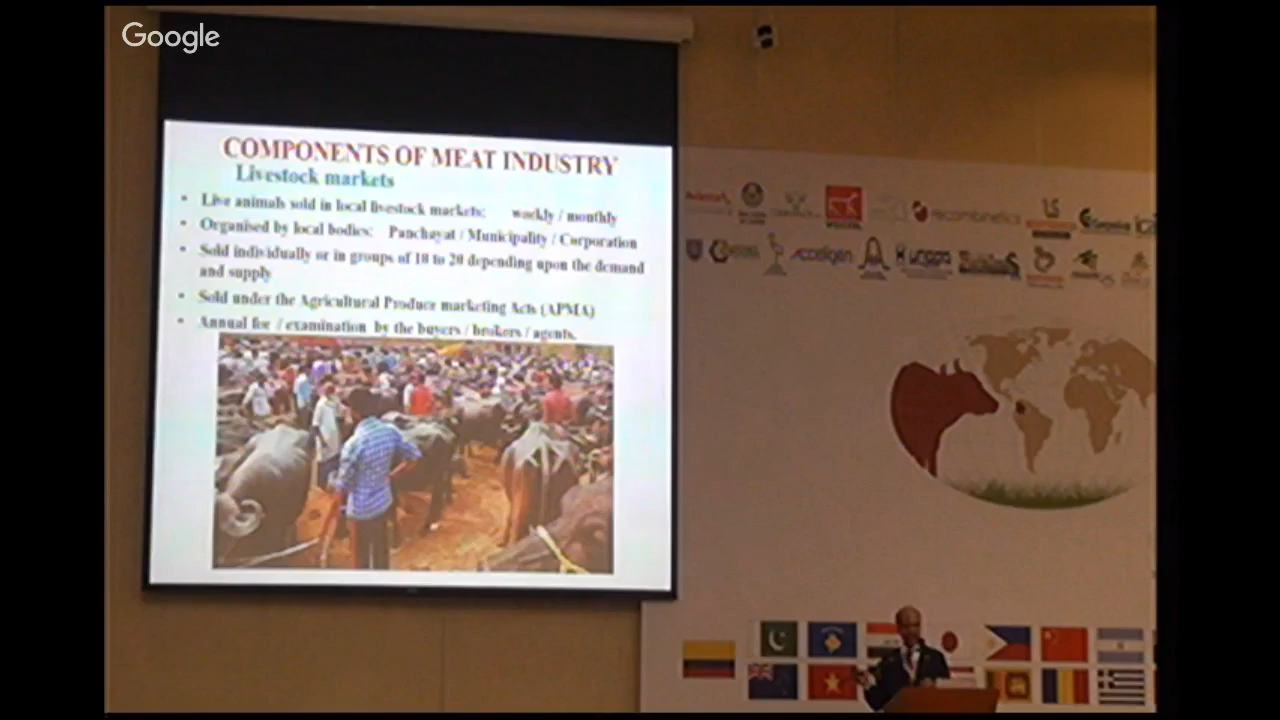 Google
COMPONENTS OF MEAT INDUSTRY
Livestock markets
• Live animals sold in local livestock markets: weekly / monthly
• Organised by local bodies: Panchayat / Municipality / Corporation
• Sold individually or in groups of 10 to 20 depending upon the demand
and supply
• Sold under the Agricultural Produce marketing Acts (APMA)
• Annual fee / examination by the buyers / brokers / agents.
recombinetics
Acceligen